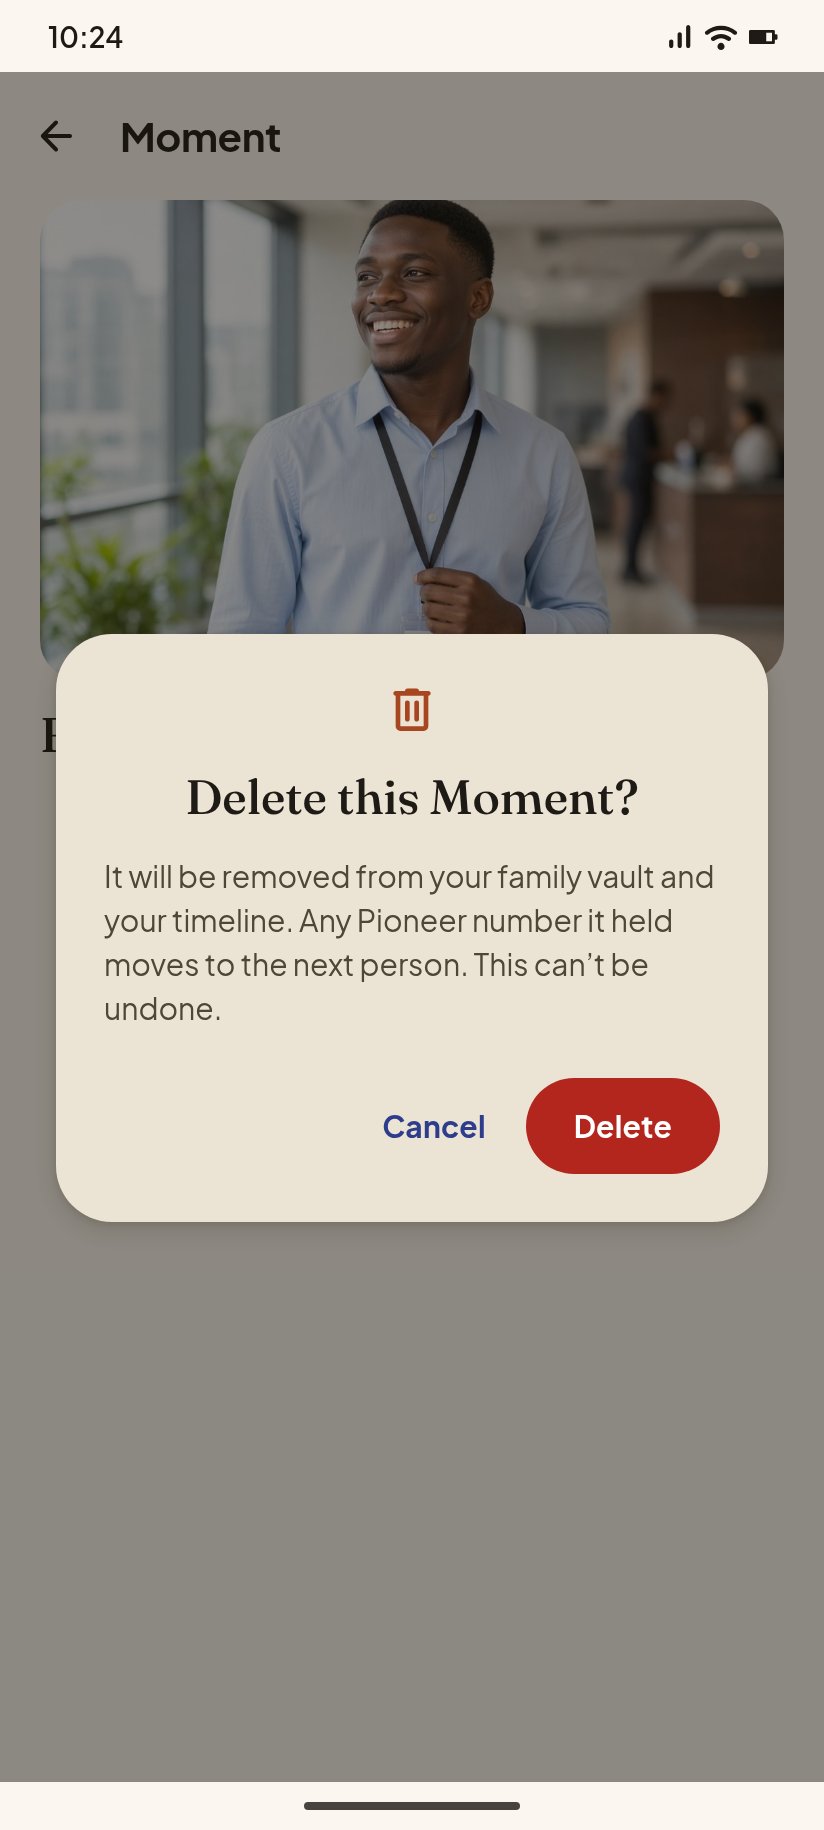 10:24
Moment
Delete this Moment?
It will be removed from your family vault and
your timeline. Any Pioneer number it held
moves to the next person. This can’t be
undone.
Cancel
Delete